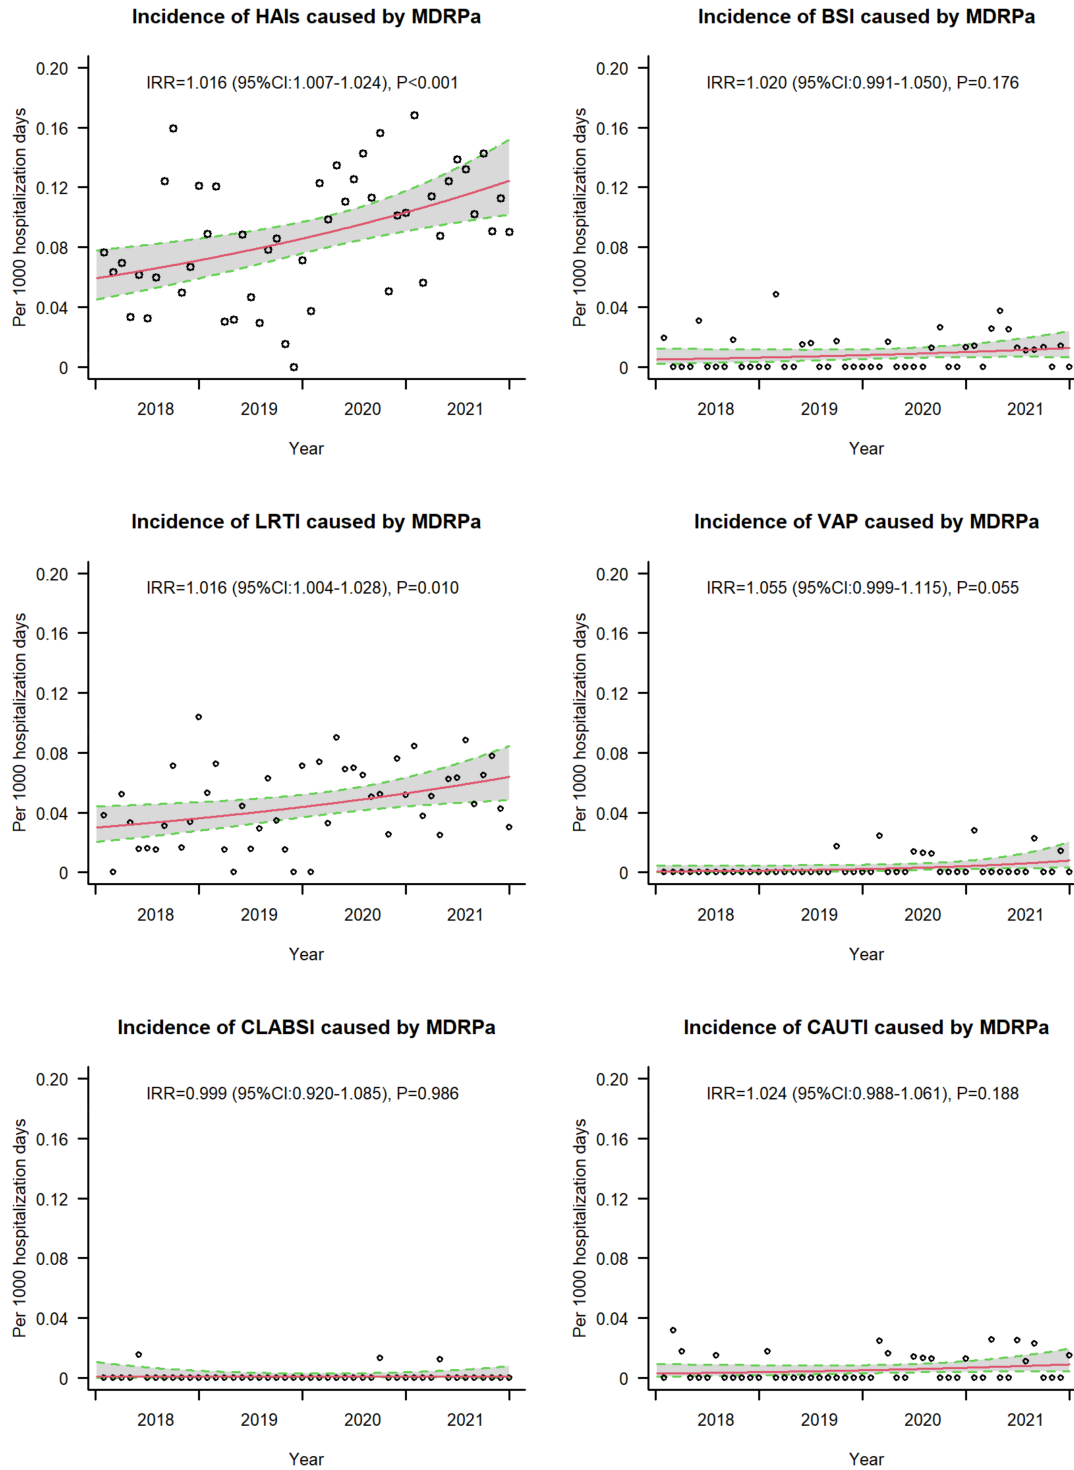 Incidence of HAIs caused by MDRPa
IRR=1.016 (95%CI:1.007-1.024), P<0.001
Per 1000 hospitalization days
0.20
0.16
0.12
0.08
0.04
0
2018 2019 2020 2021
Year
Incidence of BSI caused by MDRPa
IRR=1.020 (95%CI:0.991-1.050), P=0.176
Per 1000 hospitalization days
0.20
0.16
0.12
0.08
0.04
0
2018 2019 2020 2021
Year
Incidence of LRTI caused by MDRPa
IRR=1.016 (95%CI:1.004-1.028), P=0.010
Per 1000 hospitalization days
0.20
0.16
0.12
0.08
0.04
0
2018 2019 2020 2021
Year
Incidence of VAP caused by MDRPa
IRR=1.055 (95%CI:0.999-1.115), P=0.055
Per 1000 hospitalization days
0.20
0.16
0.12
0.08
0.04
0
2018 2019 2020 2021
Year
Incidence of CLABSI caused by MDRPa
IRR=0.999 (95%CI:0.920-1.085), P=0.986
Per 1000 hospitalization days
0.20
0.16
0.12
0.08
0.04
0
2018 2019 2020 2021
Year
Incidence of CAUTI caused by MDRPa
IRR=1.024 (95%CI:0.988-1.061), P=0.188
Per 1000 hospitalization days
0.20
0.16
0.12
0.08
0.04
0
2018 2019 2020 2021
Year